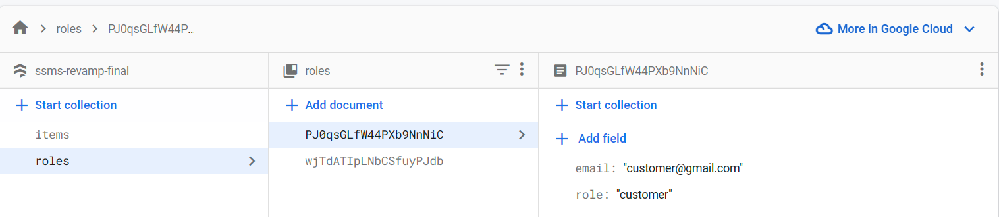 roles PJ0qsGLfW44P.. More in Google Cloud
ssms-revamp-final
Start collection
items
roles
roles
Add document
PJ0qsGLfW44PXb9NnNiC
wjTdATIpLNbCSfuyPJdb
PJ0qsGLfW44PXb9NnNiC
Start collection
Add field
email: "customer@gmail.com"
role: "customer"